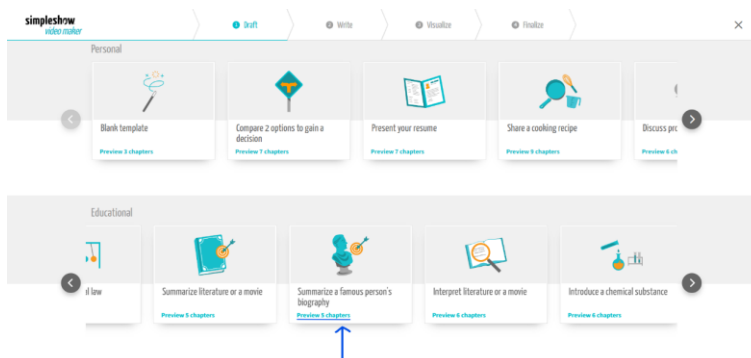 simpleshow
video maker
1 Draft
2 Write
3 Visualize
4 Finalize
Personal
Blank template
Preview 3 chapters
Compare 2 options to gain a
decision
Preview 7 chapters
Present your resume
Preview 7 chapters
Share a cooking recipe
Preview 9 chapters
Discuss pro
Preview 6 ch
Educational
al law
Summarize literature or a movie
Preview 5 chapters
Summarize a famous person's
biography
Preview 5 chapters
Interpret literature or a movie
Preview 6 chapters
Introduce a chemical substance
Preview 6 chapters